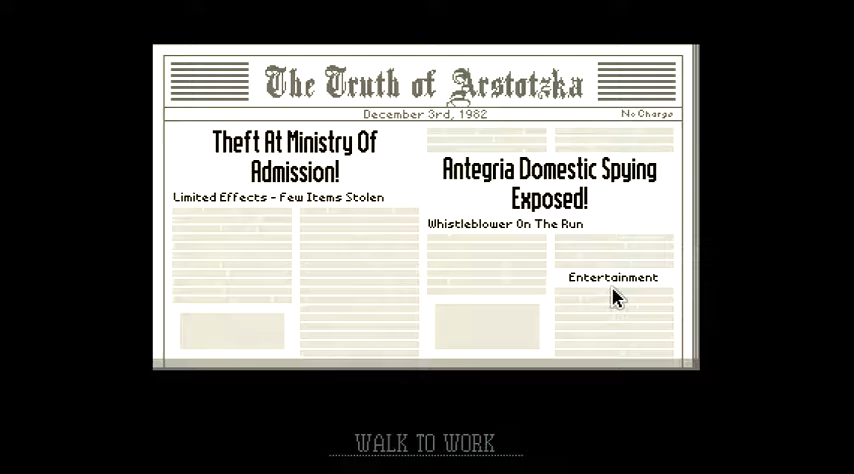 The Truth of Arstotzka
December 3rd, 1982
No Charge
Theft At Ministry Of
Admission!
Limited Effects - Few Items Stolen
Antegria Domestic Spying
Exposed!
Whistleblower On The Run
Entertainment
WALK TO WORK